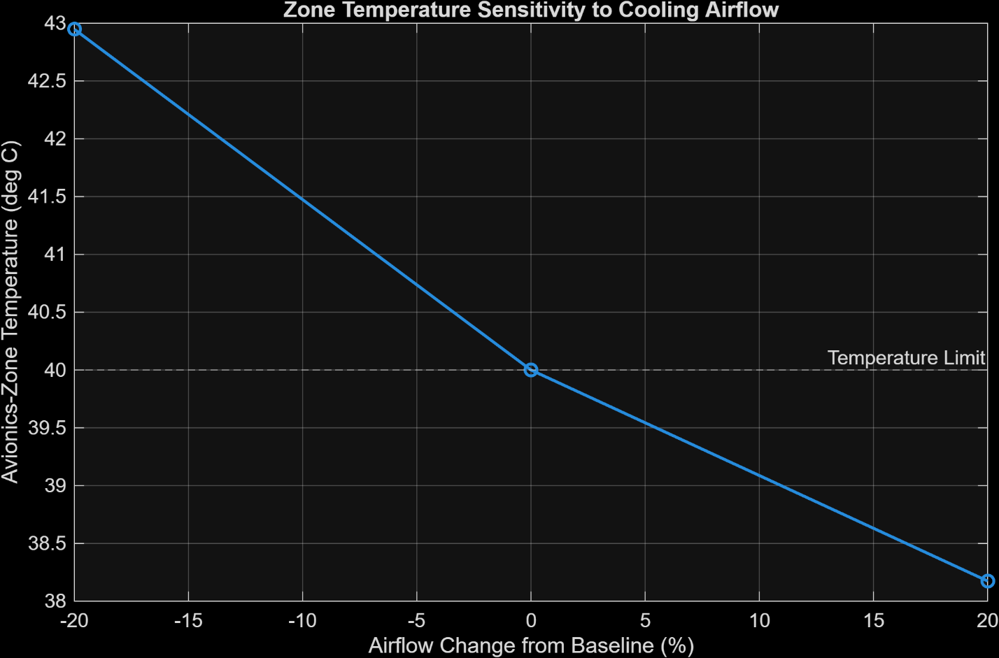 Zone Temperature Sensitivity to Cooling Airflow
Avionics-Zone Temperature (deg C)
43
42.5
42
41.5
41
40.5
40
39.5
39
38.5
38
Temperature Limit
-20 -15 -10 -5 0 5 10 15 20
Airflow Change from Baseline (%)